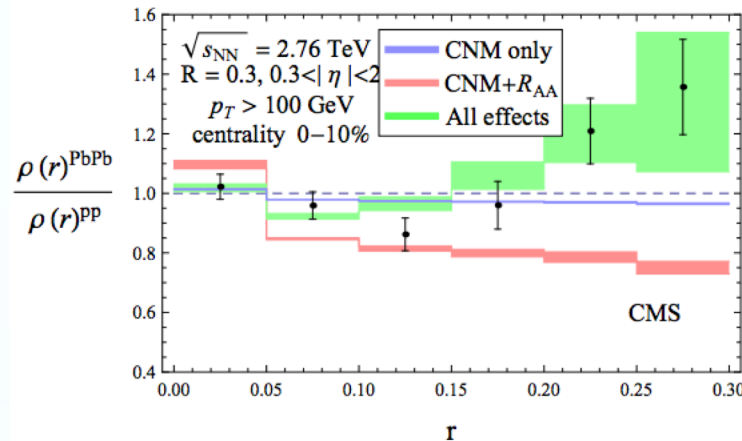 √s_NN = 2.76 TeV
R = 0.3, 0.3<| η |<2
p_T > 100 GeV
centrality 0–10%
CNM only
CNM+R_AA
All effects
ρ (r)^PbPb
ρ (r)^pp
1.6
1.4
1.2
1.0
0.8
0.6
0.4
CMS
0.00
0.05
0.10
0.15
0.20
0.25
0.30
r